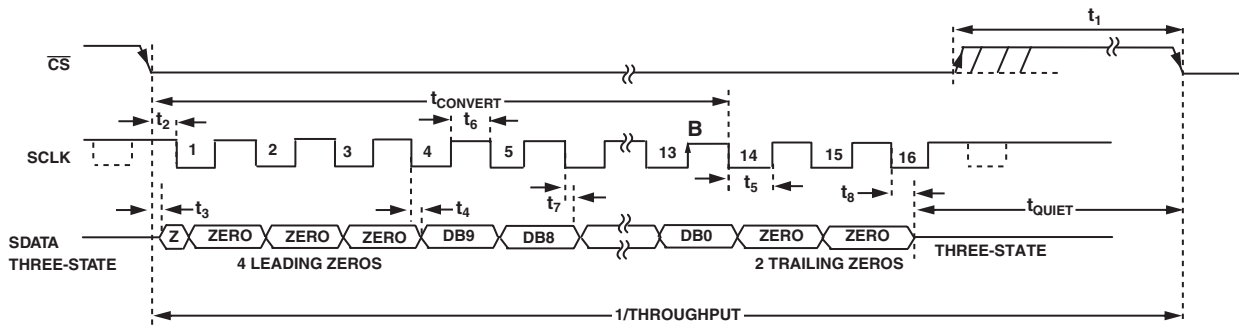 t1
CS
tCONVERT
t2
t6
B
SCLK
1
2
3
4
5
13
14
15
16
t3
t4
t7
t5
t8
tQUIET
SDATA
THREE-STATE
Z
ZERO
ZERO
ZERO
DB9
DB8
DB0
ZERO
ZERO
THREE-STATE
4 LEADING ZEROS
2 TRAILING ZEROS
1/THROUGHPUT